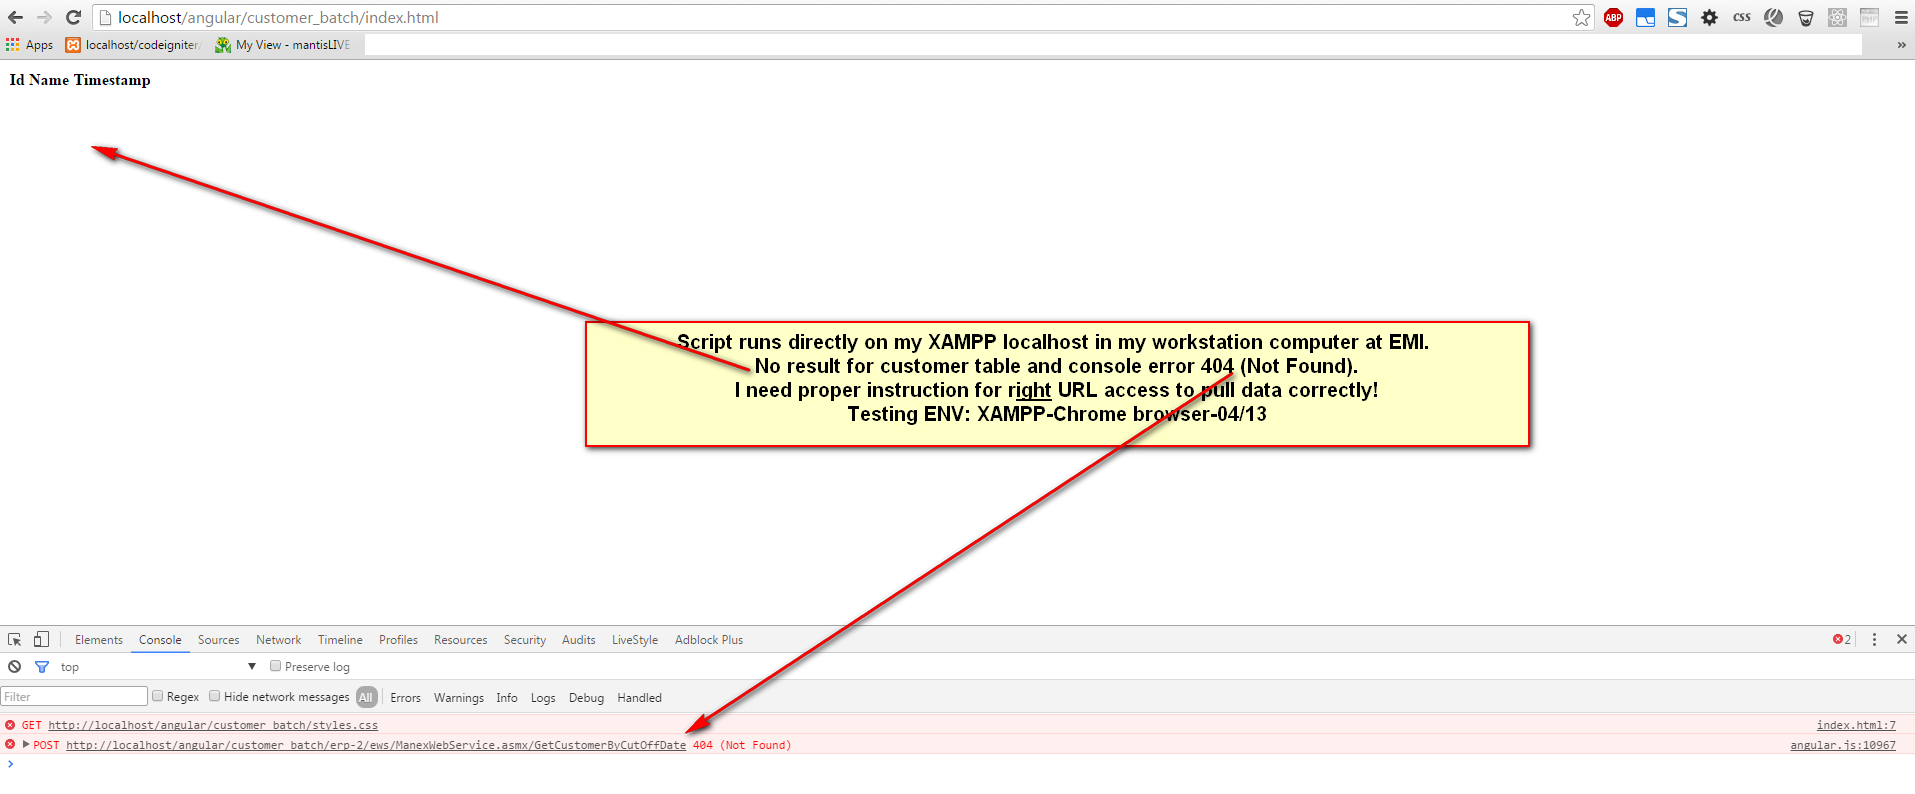 localhost/angular/customer_batch/index.html
ABP
S
css
PHP
Apps
localhost/codeigniter/
My View - mantisLIVE
»
Id Name Timestamp
Script runs directly on my XAMPP localhost in my workstation computer at EMI.
No result for customer table and console error 404 (Not Found).
I need proper instruction for right URL access to pull data correctly!
Testing ENV: XAMPP-Chrome browser-04/13
Elements Console Sources Network Timeline Profiles Resources Security Audits LiveStyle Adblock Plus 2
top Preserve log
Filter Regex Hide network messages All Errors Warnings Info Logs Debug Handled
GET http://localhost/angular/customer_batch/styles.css index.html:7
POST http://localhost/angular/customer_batch/erp-2/ews/ManexWebService.asmx/GetCustomerByCutOffDate 404 (Not Found) angular.js:10967